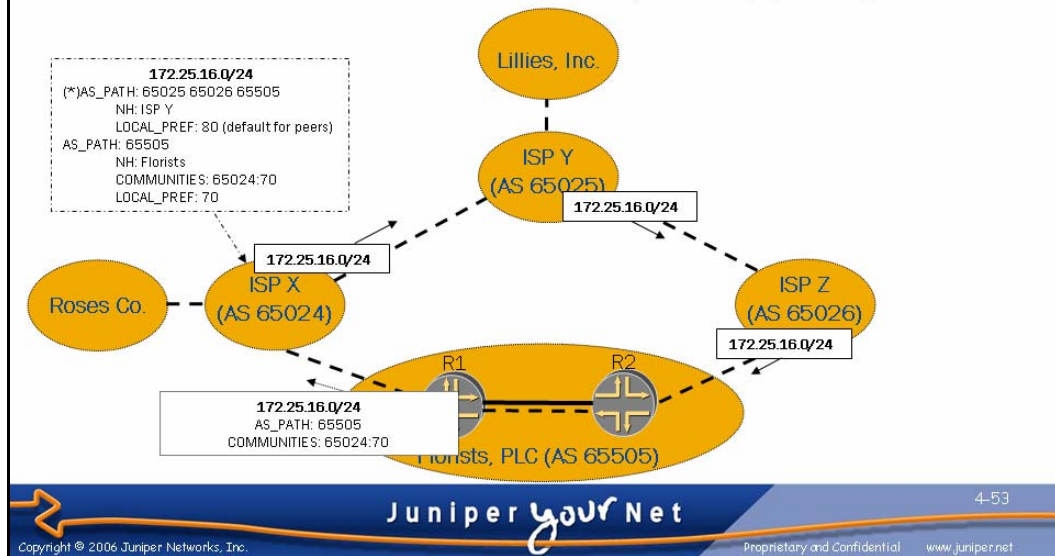 Lillies, Inc.
172.25.16.0/24
(*)AS_PATH: 65025 65026 65505
NH: ISP Y
LOCAL_PREF: 80 (default for peers)
AS_PATH: 65505
NH: Florists
COMMUNITIES: 65024:70
LOCAL_PREF: 70
ISP Y
(AS 65025)
172.25.16.0/24
172.25.16.0/24
Roses Co.
ISP X
(AS 65024)
ISP Z
(AS 65026)
172.25.16.0/24
R1
R2
172.25.16.0/24
AS_PATH: 65505
COMMUNITIES: 65024:70
Florists, PLC (AS 65505)
4-53
Juniper your Net
Copyright © 2006 Juniper Networks, Inc.
Proprietary and Confidential
www.juniper.net